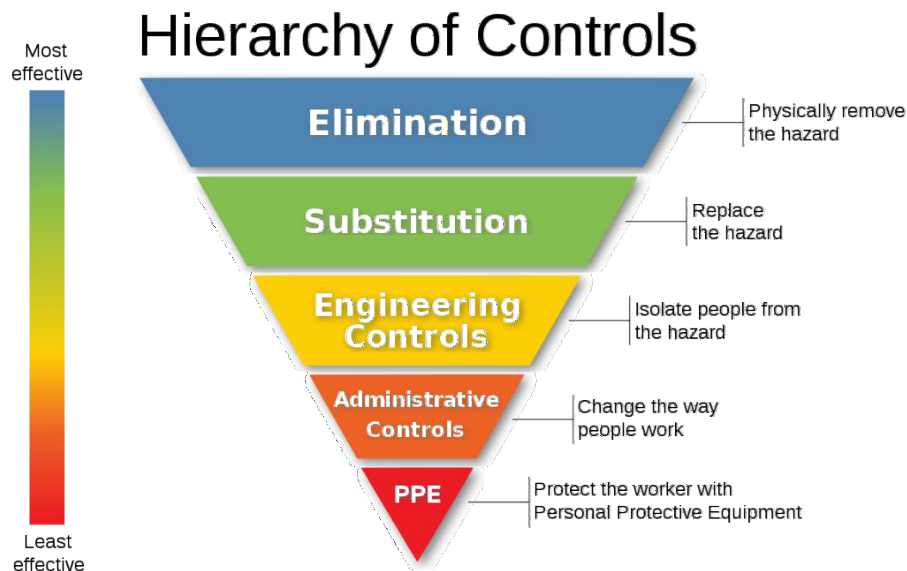 Hierarchy of Controls
Most
effective
Elimination
Physically remove
the hazard
Substitution
Replace
the hazard
Engineering
Controls
Isolate people from
the hazard
Administrative
Controls
Change the way
people work
PPE
Protect the worker with
Personal Protective Equipment
Least
effective